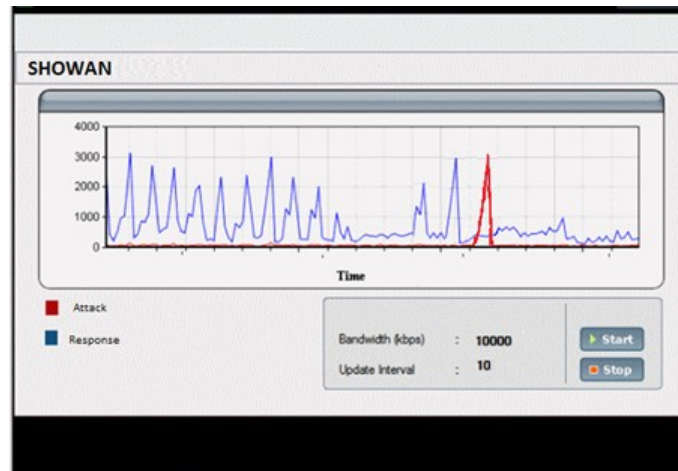 SHOWAN
4000
3000
2000
1000
0
Time
Attack
Response
Bandwidth (kbps) : 10000
Start
Update Interval : 10
Stop